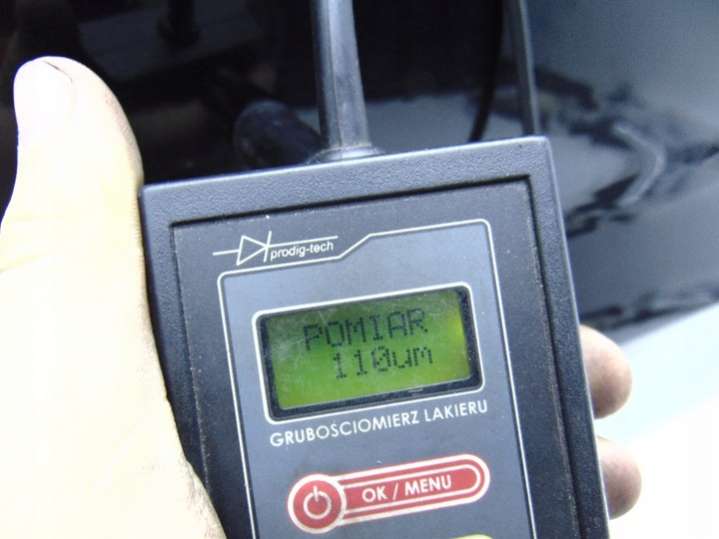 prodig-tech
POMIAR
110um
GRUBOŚCIOMIERZ LAKIERU
OK / MENU